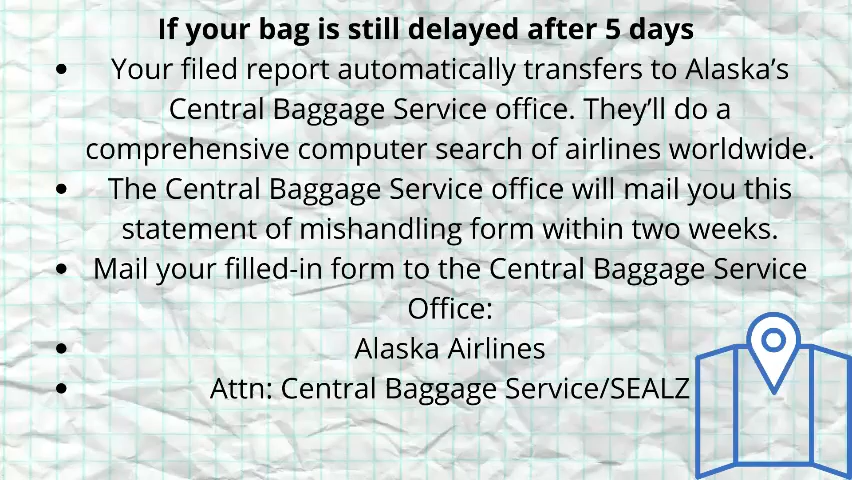 If your bag is still delayed after 5 days
• Your filed report automatically transfers to Alaska’s
Central Baggage Service office. They’ll do a
comprehensive computer search of airlines worldwide.
• The Central Baggage Service office will mail you this
statement of mishandling form within two weeks.
• Mail your filled-in form to the Central Baggage Service
Office:
• Alaska Airlines
• Attn: Central Baggage Service/SEALZ